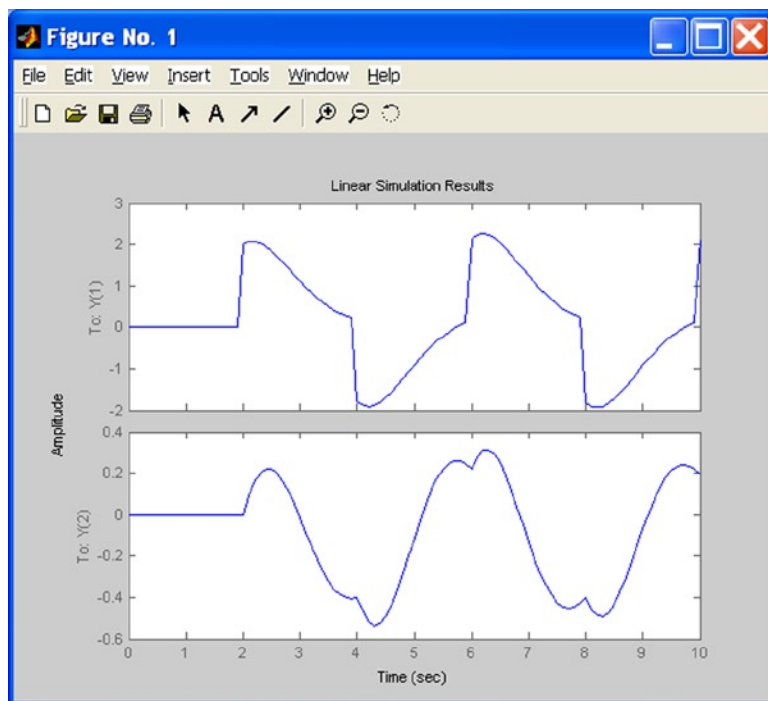 Figure No. 1
File Edit View Insert Tools Window Help
A
Linear Simulation Results
3
2
1
0
-1
-2
To: Y(1)
Amplitude
0.4
0.2
0
-0.2
-0.4
-0.6
To: Y(2)
0 1 2 3 4 5 6 7 8 9 10
Time (sec)